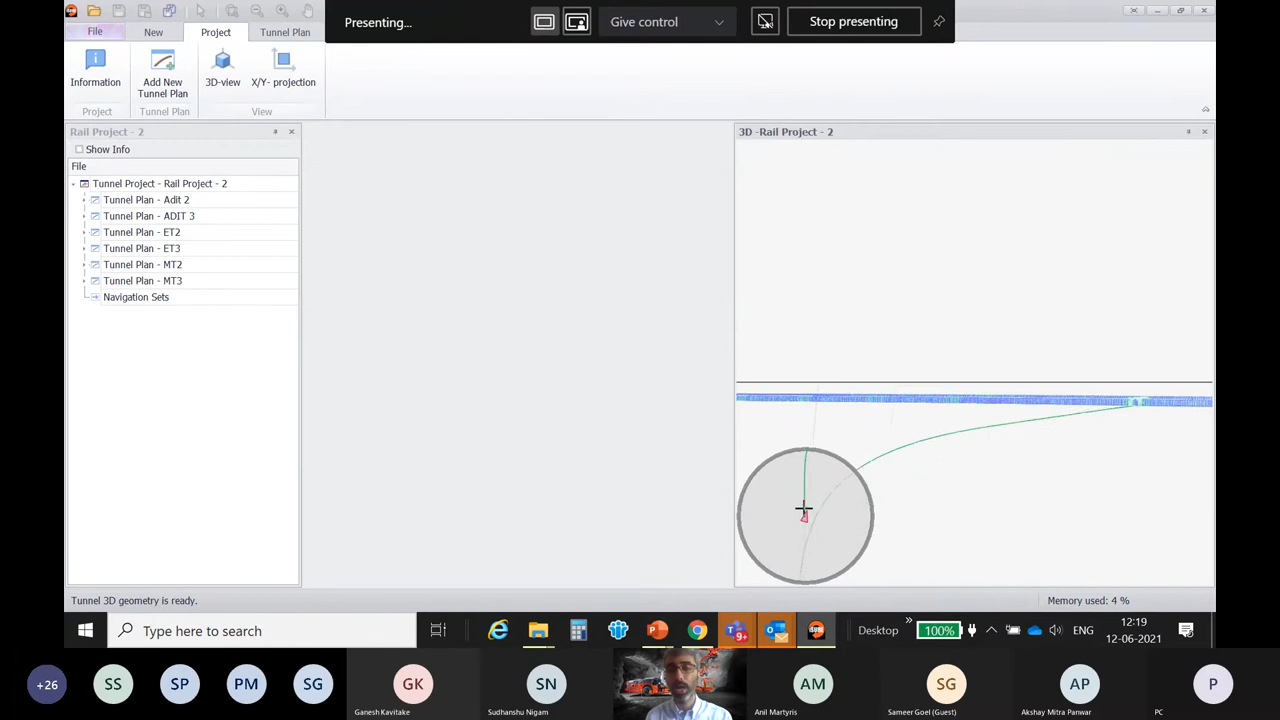 Presenting...
Give control
Stop presenting
File
New
Project
Tunnel Plan
Information
Add New
Tunnel Plan
3D-view
X/Y- projection
Project
Tunnel Plan
View
Rail Project - 2
Show Info
File
Tunnel Project - Rail Project - 2
Tunnel Plan - Adit 2
Tunnel Plan - ADIT 3
Tunnel Plan - ET2
Tunnel Plan - ET3
Tunnel Plan - MT2
Tunnel Plan - MT3
Navigation Sets
3D -Rail Project - 2
Tunnel 3D geometry is ready.
Memory used: 4 %
Type here to search
9+
Desktop
100%
ENG
12:19
12-06-2021
+26
SS
SP
PM
SG
GK
Ganesh Kavitake
SN
Sudhanshu Nigam
AM
Anil Martyris
SG
Sameer Goel (Guest)
AP
Akshay Mitra Panwar
P
PC